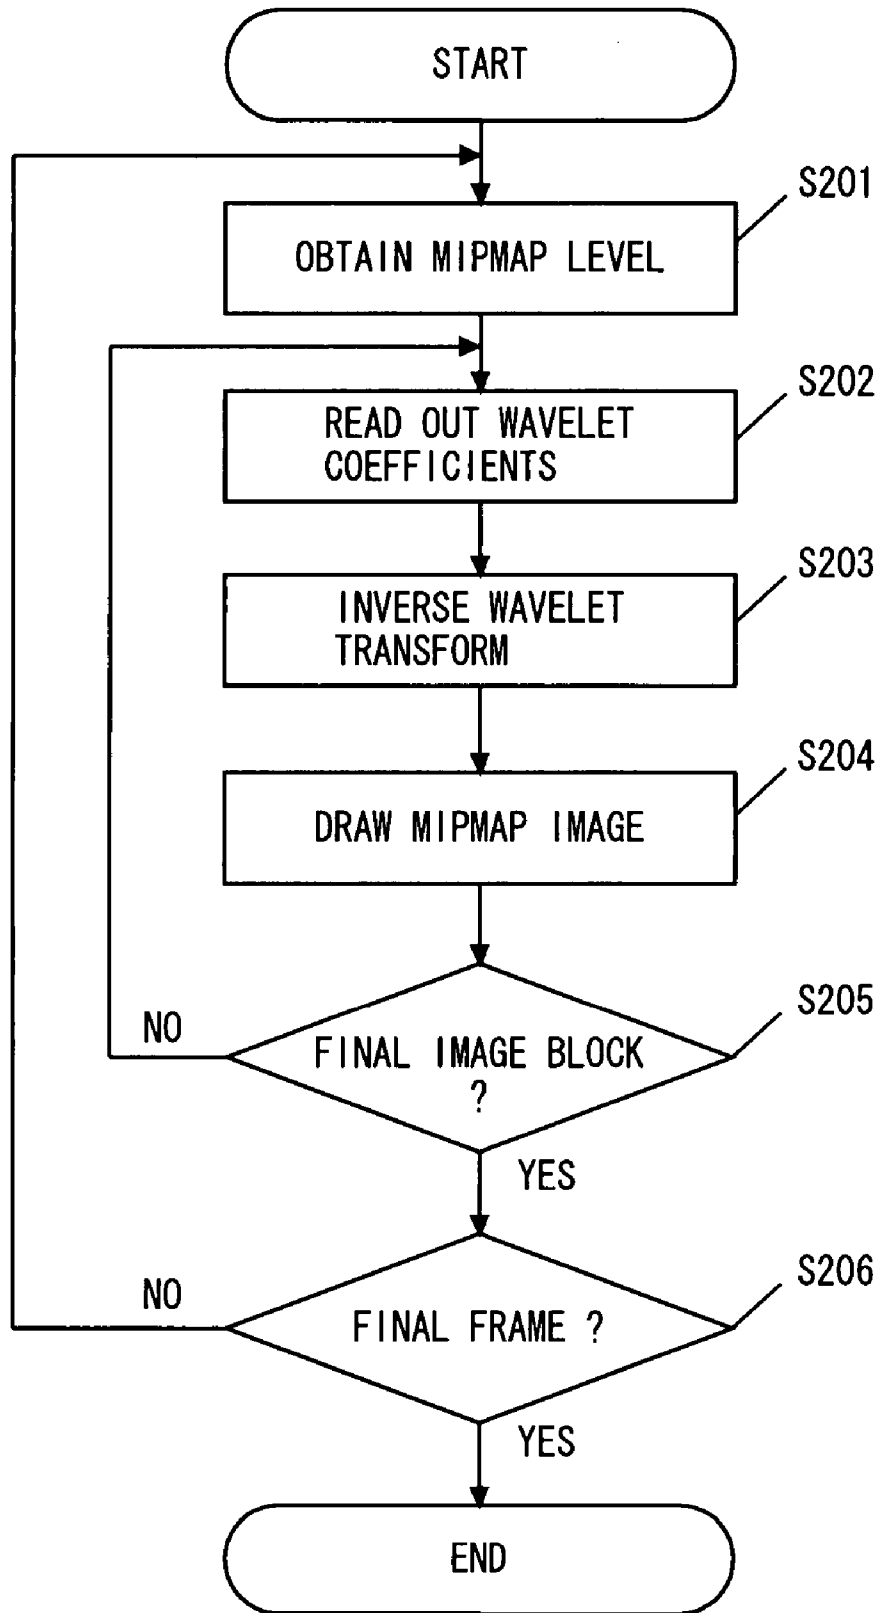 START
S201
OBTAIN MIPMAP LEVEL
S202
READ OUT WAVELET
COEFFICIENTS
S203
INVERSE WAVELET
TRANSFORM
S204
DRAW MIPMAP IMAGE
S205
NO
FINAL IMAGE BLOCK
?
YES
S206
NO
FINAL FRAME ?
YES
END